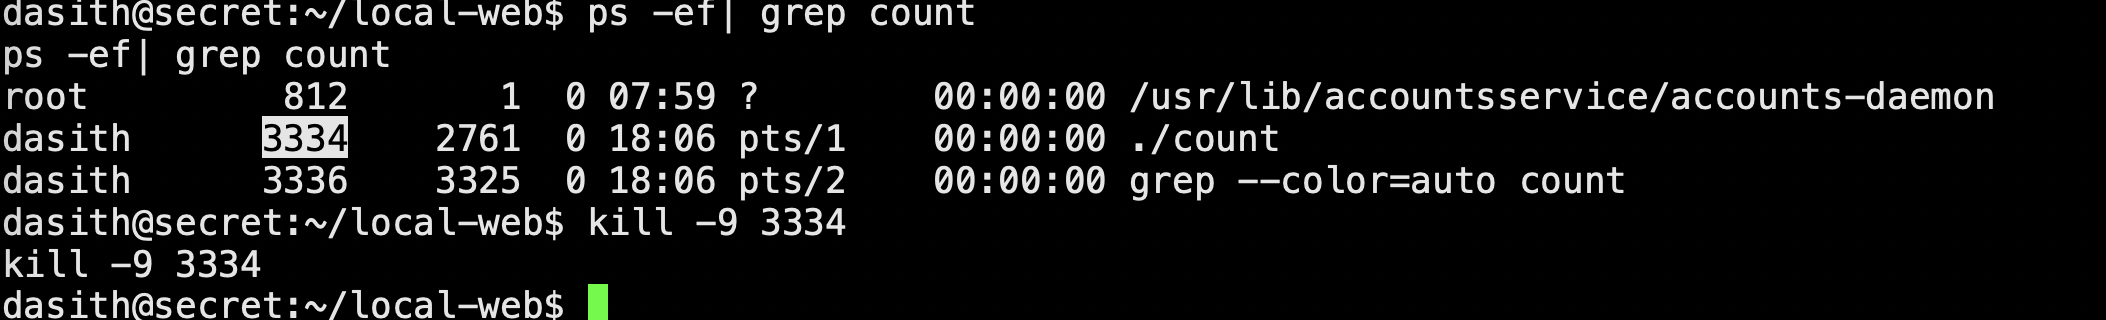 dasith@secret:~/local-web$ ps -ef| grep count
ps -ef| grep count
root         812       1  0 07:59 ?        00:00:00 /usr/lib/accountsservice/accounts-daemon
dasith      3334    2761  0 18:06 pts/1    00:00:00 ./count
dasith      3336    3325  0 18:06 pts/2    00:00:00 grep --color=auto count
dasith@secret:~/local-web$ kill -9 3334
kill -9 3334
dasith@secret:~/local-web$